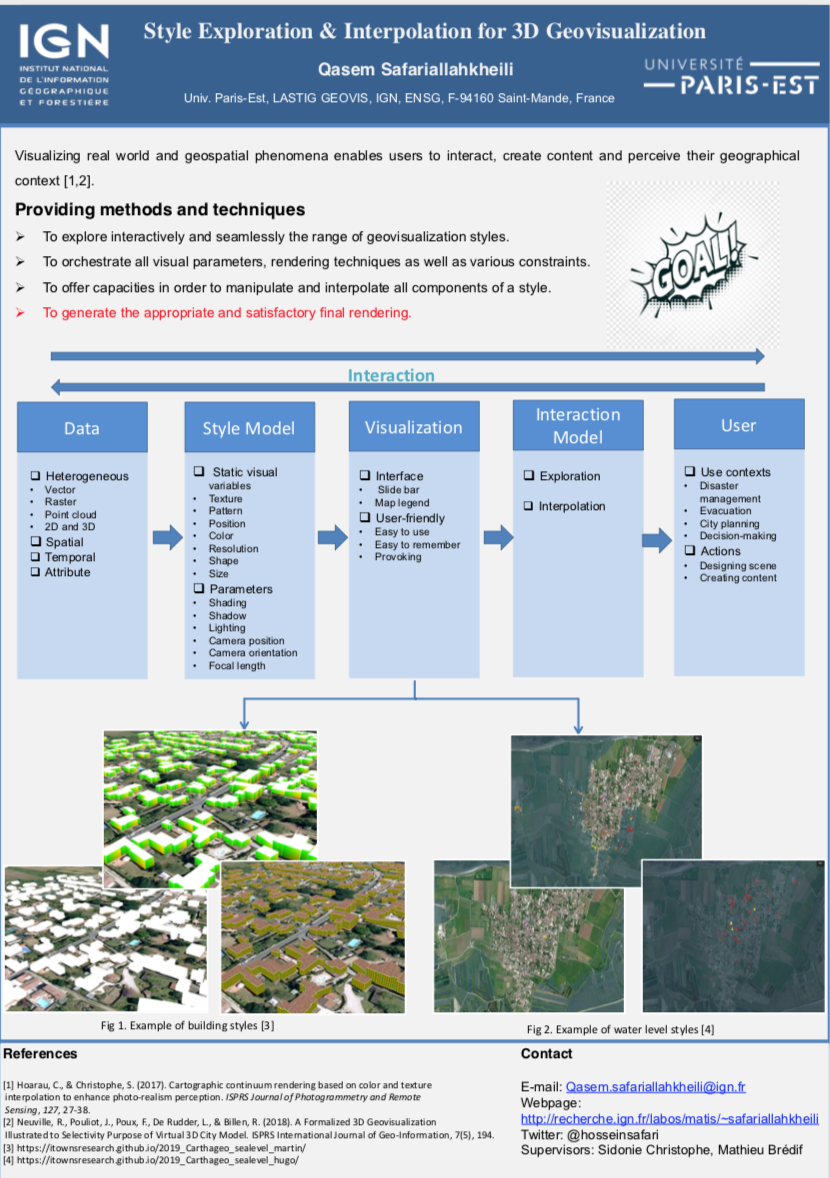 IGN
INSTITUT NATIONAL
DE L'INFORMATION
GÉOGRAPHIQUE
ET FORESTIÈRE
Style Exploration & Interpolation for 3D Geovisualization
Qasem Safariallahkheili
Univ. Paris-Est, LASTIG GEOVIS, IGN, ENSG, F-94160 Saint-Mande, France
UNIVERSITÉ
PARIS-EST
Visualizing real world and geospatial phenomena enables users to interact, create content and perceive their geographical
context [1,2].
Providing methods and techniques
➢ To explore interactively and seamlessly the range of geovisualization styles.
➢ To orchestrate all visual parameters, rendering techniques as well as various constraints.
➢ To offer capacities in order to manipulate and interpolate all components of a style.
➢ To generate the appropriate and satisfactory final rendering.
GOAL!
Interaction
Data
❑ Heterogeneous
• Vector
• Raster
• Point cloud
• 2D and 3D
❑ Spatial
❑ Temporal
❑ Attribute
Style Model
❑ Static visual
variables
• Texture
• Pattern
• Position
• Color
• Resolution
• Shape
• Size
❑ Parameters
• Shading
• Shadow
• Lighting
• Camera position
• Camera orientation
• Focal length
Visualization
❑ Interface
• Slide bar
• Map legend
❑ User-friendly
• Easy to use
• Easy to remember
• Provoking
Interaction
Model
❑ Exploration
❑ Interpolation
User
❑ Use contexts
• Disaster
management
• Evacuation
• City planning
• Decision-making
❑ Actions
• Designing scene
• Creating content
Fig 1. Example of building styles [3]
Fig 2. Example of water level styles [4]
References
[1] Hoarau, C., & Christophe, S. (2017). Cartographic continuum rendering based on color and texture
interpolation to enhance photo-realism perception. ISPRS Journal of Photogrammetry and Remote
Sensing, 127, 27-38.
[2] Neuville, R., Pouliot, J., Poux, F., De Rudder, L., & Billen, R. (2018). A Formalized 3D Geovisualization
Illustrated to Selectivity Purpose of Virtual 3D City Model. ISPRS International Journal of Geo-Information, 7(5), 194.
[3] https://itownsresearch.github.io/2019_Carthageo_sealevel_martin/
[4] https://itownsresearch.github.io/2019_Carthageo_sealevel_hugo/
Contact
E-mail: Qasem.safariallahkheili@ign.fr
Webpage:
http://recherche.ign.fr/labos/matis/~safariallahkheili
Twitter: @hosseinsafari
Supervisors: Sidonie Christophe, Mathieu Brédif